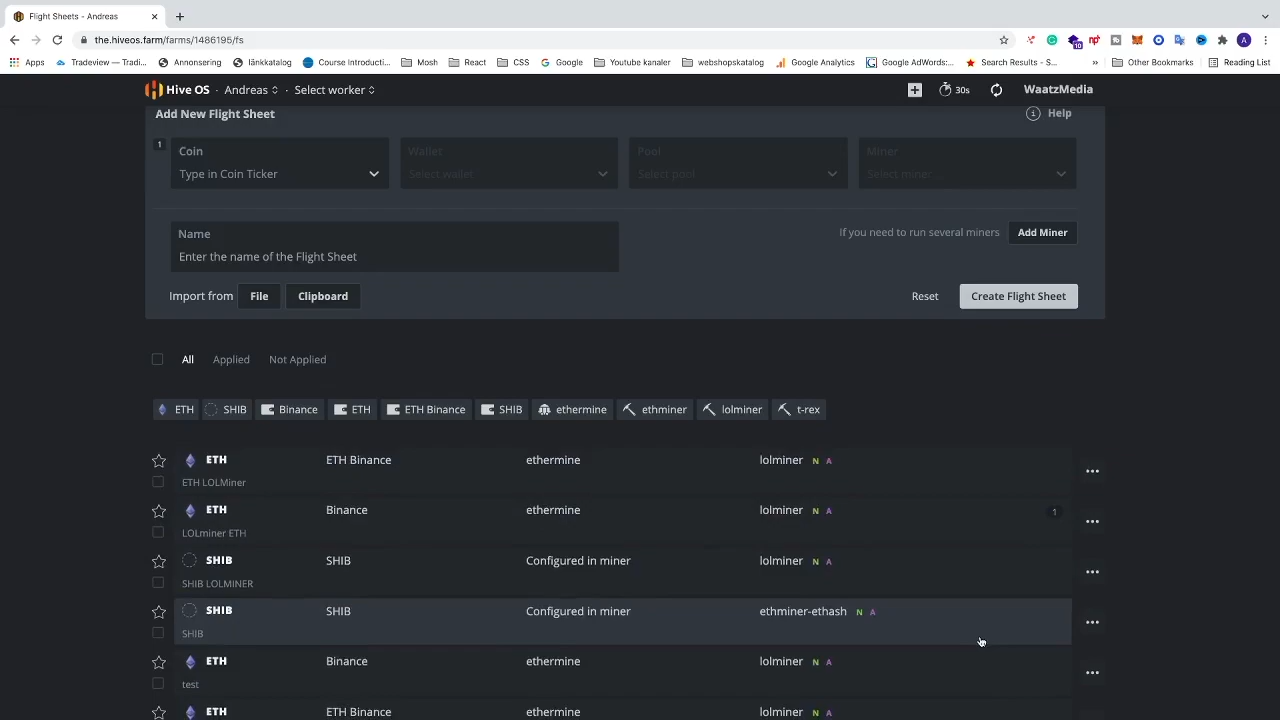 Flight Sheets - Andreas
the.hiveos.farm/farms/1486195/fs
Apps
Tradeview -- Tradi...
Annonsering
länkkatalog
Course Introducti...
Mosh
React
CSS
Google
Youtube kanaler
webshopskatalog
Google Analytics
Google AdWords:...
Search Results - S...
Other Bookmarks
Reading List
10
A
Hive OS
Andreas
Select worker
30s
WaatzMedia
Add New Flight Sheet
Help
1
Coin
Type in Coin Ticker
Wallet
Select wallet
Pool
Select pool
Miner
Select miner...
Name
Enter the name of the Flight Sheet
If you need to run several miners
Add Miner
Import from
File
Clipboard
Reset
Create Flight Sheet
All
Applied
Not Applied
ETH
SHIB
Binance
ETH
ETH Binance
SHIB
ethermine
ethminer
lolminer
t-rex
ETH ETH Binance ethermine lolminer N A
ETH LOLMiner
ETH Binance ethermine lolminer N A 1
LOLminer ETH
SHIB SHIB Configured in miner lolminer N A
SHIB LOLMINER
SHIB SHIB Configured in miner ethminer-ethash N A
SHIB
ETH Binance ethermine lolminer N A
test
ETH ETH Binance ethermine lolminer N A